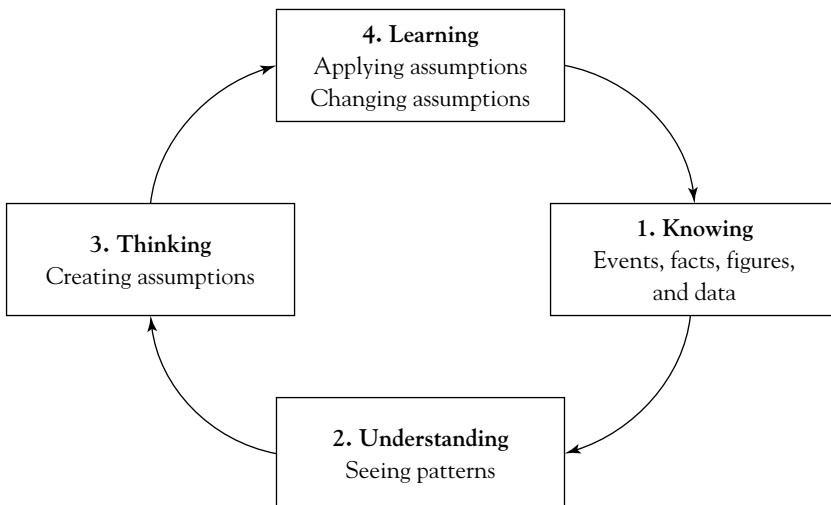 4. Learning
Applying assumptions
Changing assumptions
3. Thinking
Creating assumptions
1. Knowing
Events, facts, figures,
and data
2. Understanding
Seeing patterns